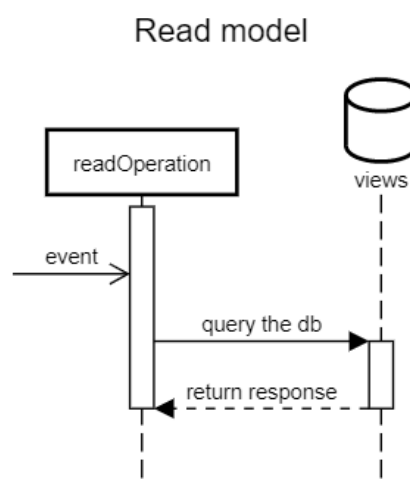 Read model
readOperation
views
event
query the db
return response